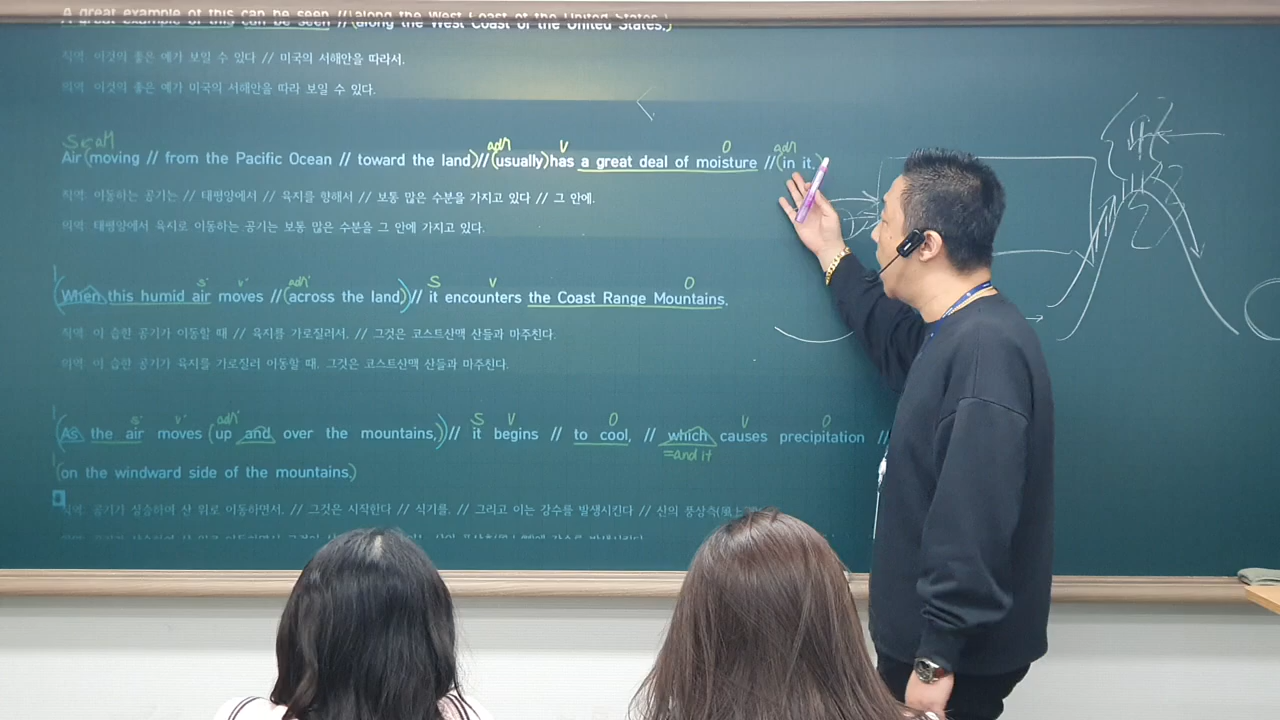 A great example of this can be seen // (along the West Coast of the United States.)
직역: 이것의 좋은 예가 보일 수 있다 // 미국의 서해안을 따라서.
의역: 이것의 좋은 예가 미국의 서해안을 따라 보일 수 있다.
Air (moving // from the Pacific Ocean // toward the land)//(usually) has a great deal of moisture //(in it.)
직역: 이동하는 공기는 // 태평양에서 // 육지를 향해서 // 보통 많은 수분을 가지고 있다 // 그 안에.
의역: 태평양에서 육지로 이동하는 공기는 보통 많은 수분을 그 안에 가지고 있다.
S' V' adv'
S V O
(When this humid air moves //(across the land)// it encounters the Coast Range Mountains.
직역: 이 습한 공기가 이동할 때 // 육지를 가로질러서, // 그것은 코스트산맥 산들과 마주친다.
의역: 이 습한 공기가 육지를 가로질러 이동할 때, 그것은 코스트산맥 산들과 마주친다.
S' V' adv' S V O V O
(As the air moves (up and over the mountains,)// it begins // to cool, // which causes precipitation //
=and it
(on the windward side of the mountains.)
직역: 공기가 상승하여 산 위로 이동하면서, // 그것은 시작한다 // 식기를, // 그리고 이는 강수를 발생시킨다 // 산의 풍상측(風上